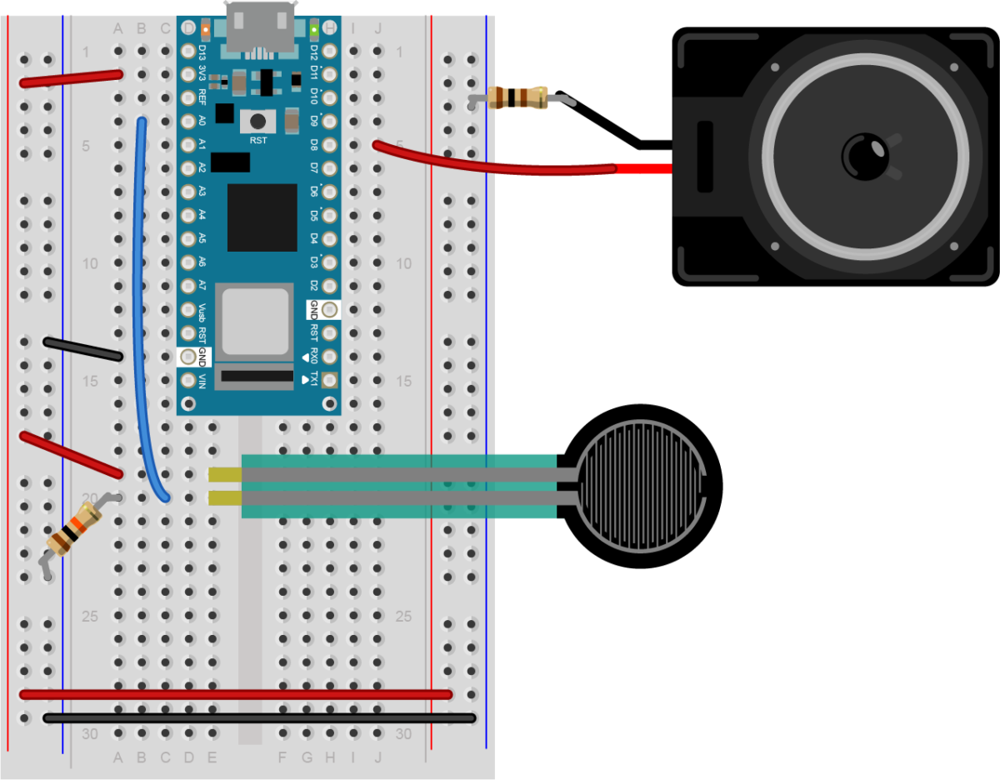 A B C D H I J
1 1
D13 D12
3V3 D11
REF D10
A0 D9
RST
A1 D8
5 5
A2 D7
A3 D6
A4 D5
A5 D4
10 A6 D3 10
A7 D2
Vusb GND
RST RST
GND RX0
15 VIN TX1 15
20
25 25
30 30
A B C D E F G H I J